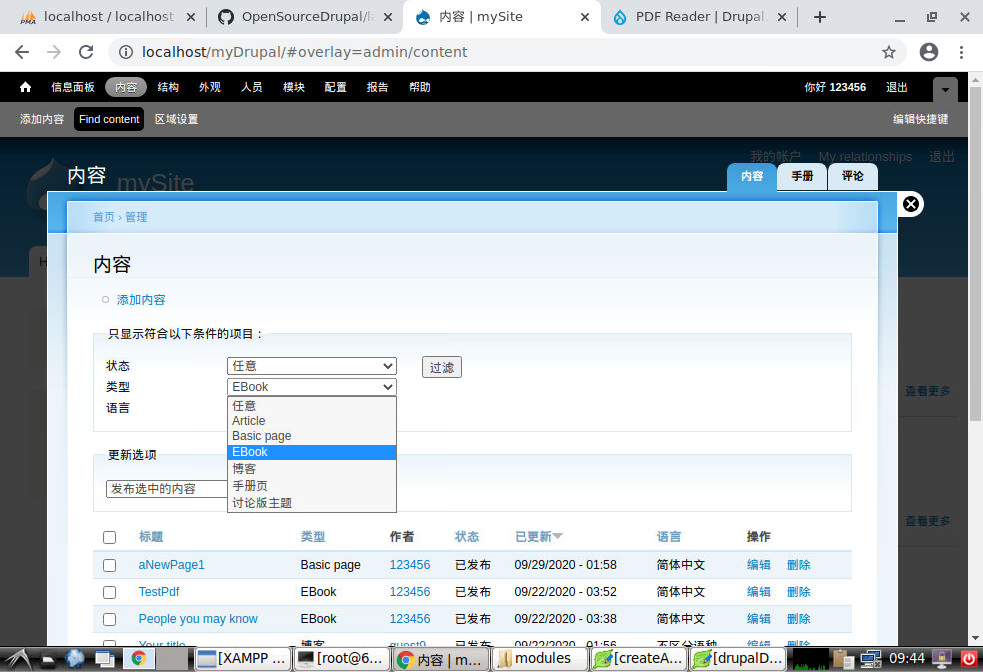 localhost / localhost
OpenSourceDrupal/l
内容 | mySite
PDF Reader | Drupal.
localhost/myDrupal/#overlay=admin/content
信息面板 内容 结构 外观 人员 模块 配置 报告 帮助 你好 123456 退出
添加内容 Find content 区域设置 编辑快捷键
我的帐户 My relationships 退出
mySite
内容 内容 手册 评论
首页 › 管理
内容
添加内容
只显示符合以下条件的项目：
状态 任意 过滤
类型 EBook
语言
任意
Article
Basic page
EBook
博客
手册页
讨论版主题
查看更多
更新选项
发布选中的内容
查看更多
标题 类型 作者 状态 已更新 语言 操作
aNewPage1 Basic page 123456 已发布 09/29/2020 - 01:58 简体中文 编辑 删除
TestPdf EBook 123456 已发布 09/22/2020 - 03:52 简体中文 编辑 删除
People you may know EBook 123456 已发布 09/22/2020 - 03:38 简体中文 编辑 删除
Your title 博客 guest9 已发布 09/22/2020 - 01:56 不区分语种 编辑 删除
[XAMPP ... [root@6... 内容 | m... modules [createA... [drupalD... 09:44